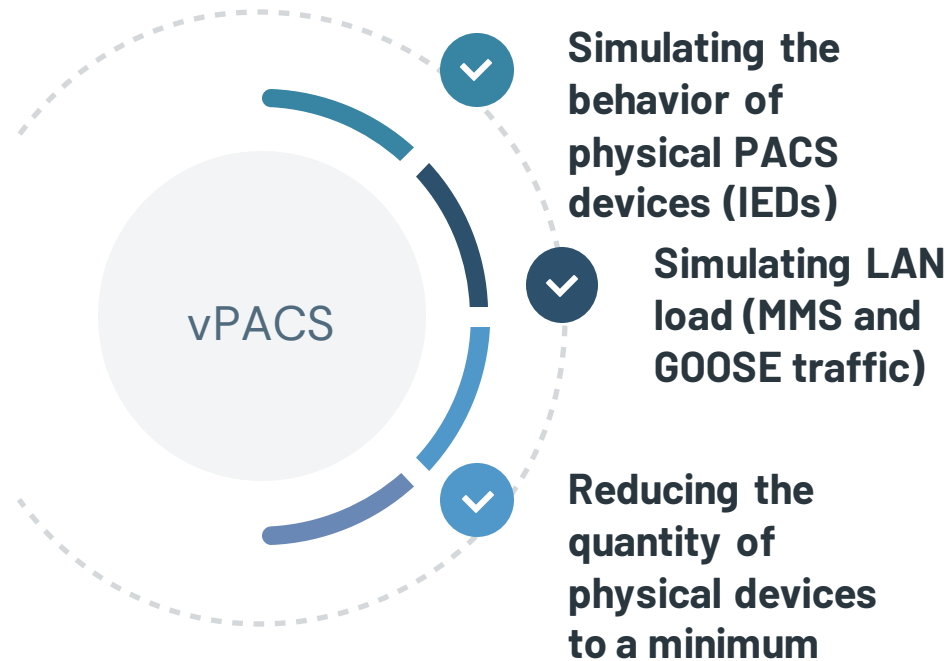 Simulating the
behavior of
physical PACS
devices (IEDs)
Simulating LAN
load (MMS and
GOOSE traffic)
vPACS
Reducing the
quantity of
physical devices
to a minimum